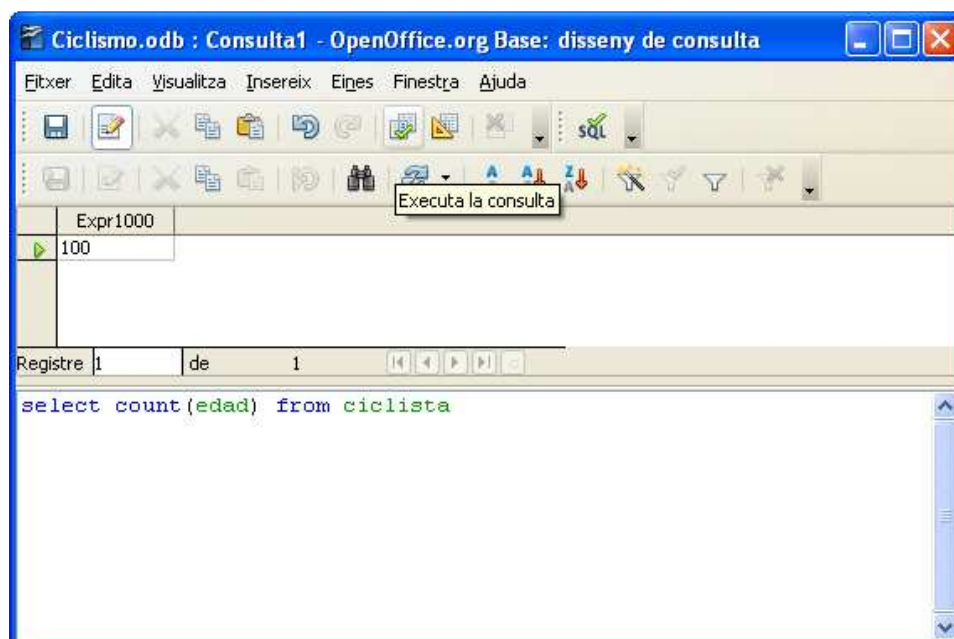 Ciclismo.odb : Consulta1 - OpenOffice.org Base: disseny de consulta
Fitxer Edita Visualitza Insereix Eines Finestra Ajuda
SQL
Executa la consulta
Expr1000
100
Registre 1 de 1
select count(edad) from ciclista